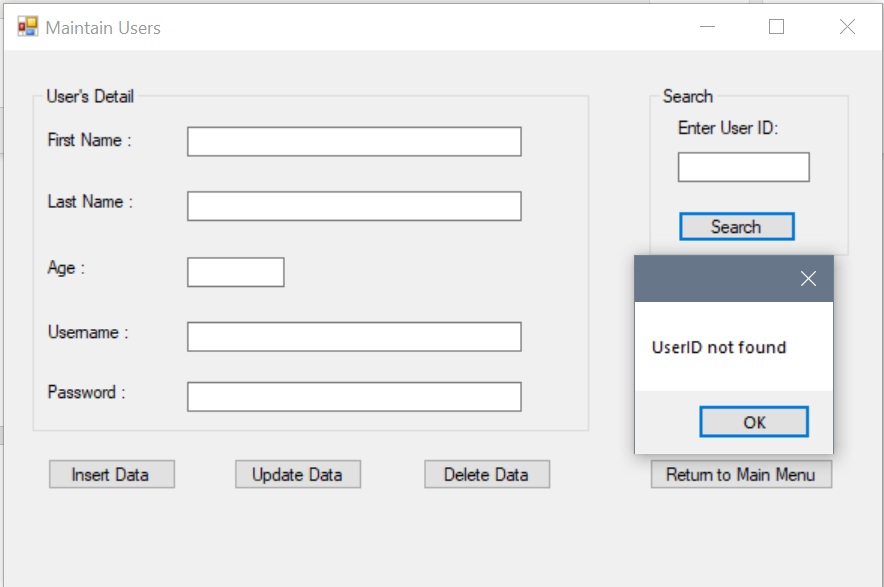 Maintain Users
User's Detail
First Name :
Last Name :
Age :
Username :
Password :
Search
Enter User ID:
Search
UserID not found
OK
Insert Data
Update Data
Delete Data
Return to Main Menu